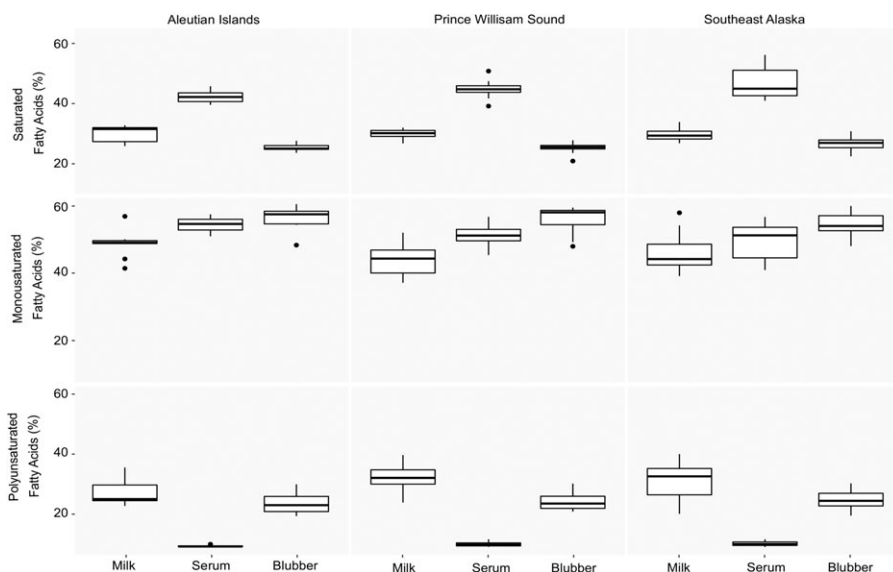 Aleutian Islands
Prince Willisam Sound
Southeast Alaska
Saturated
Fatty Acids (%)
60
40
20
Monousaturated
Fatty Acids (%)
60
40
20
Polyunsaturated
Fatty Acids (%)
60
40
20
Milk
Serum
Blubber
Milk
Serum
Blubber
Milk
Serum
Blubber